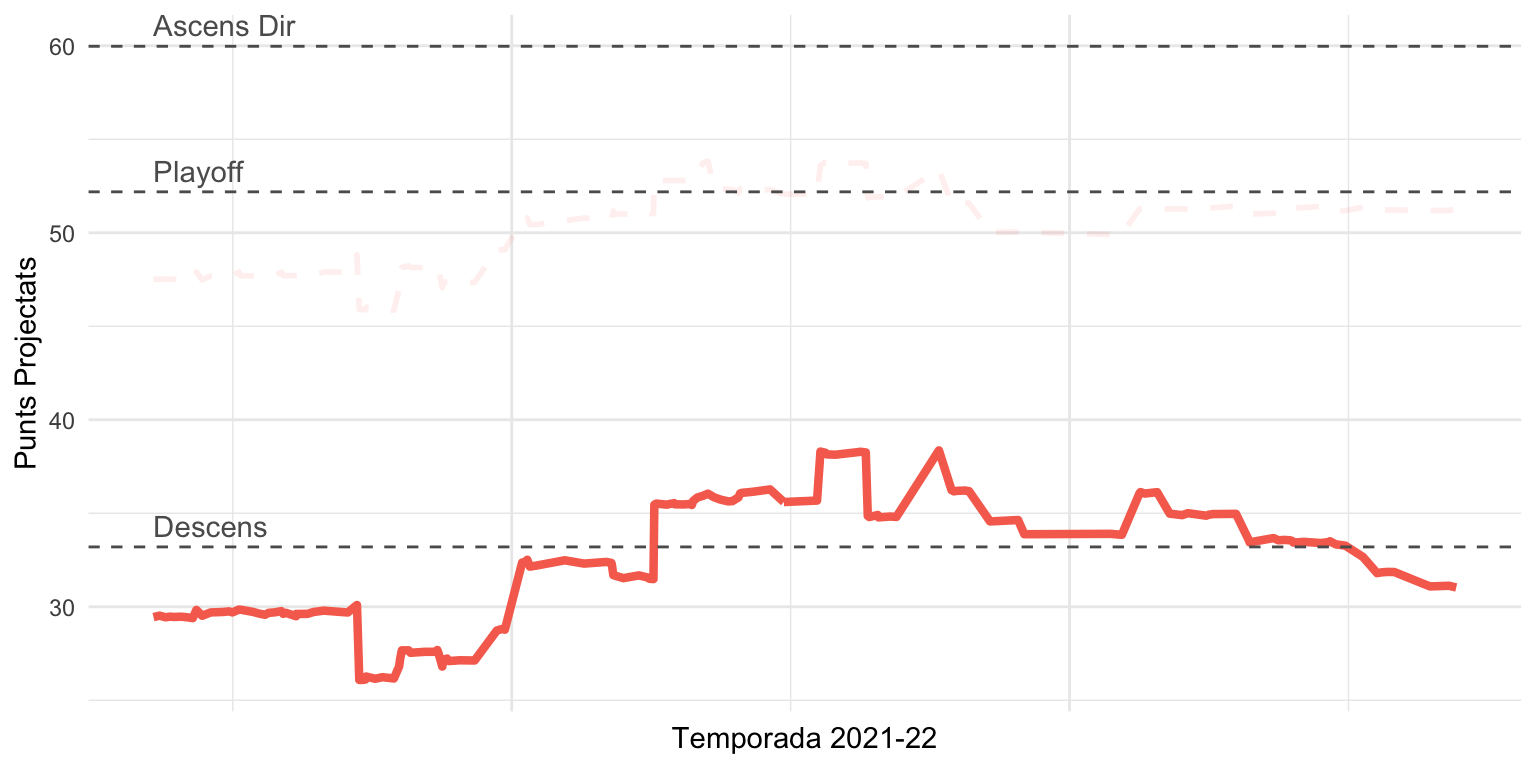 Ascens Dir
60
Playoff
50
40
Descens
30
Punts Projectats
Temporada 2021-22